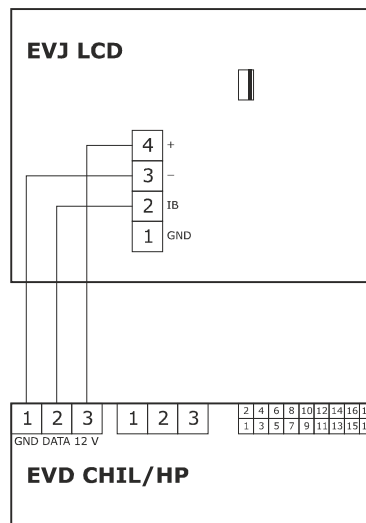 EVJ LCD
4 +
3 –
2 IB
1 GND
1 2 3 1 2 3
2 4 6 8 10 12 14 16
1 3 5 7 9 11 13 15
GND DATA 12 V
EVD CHIL/HP